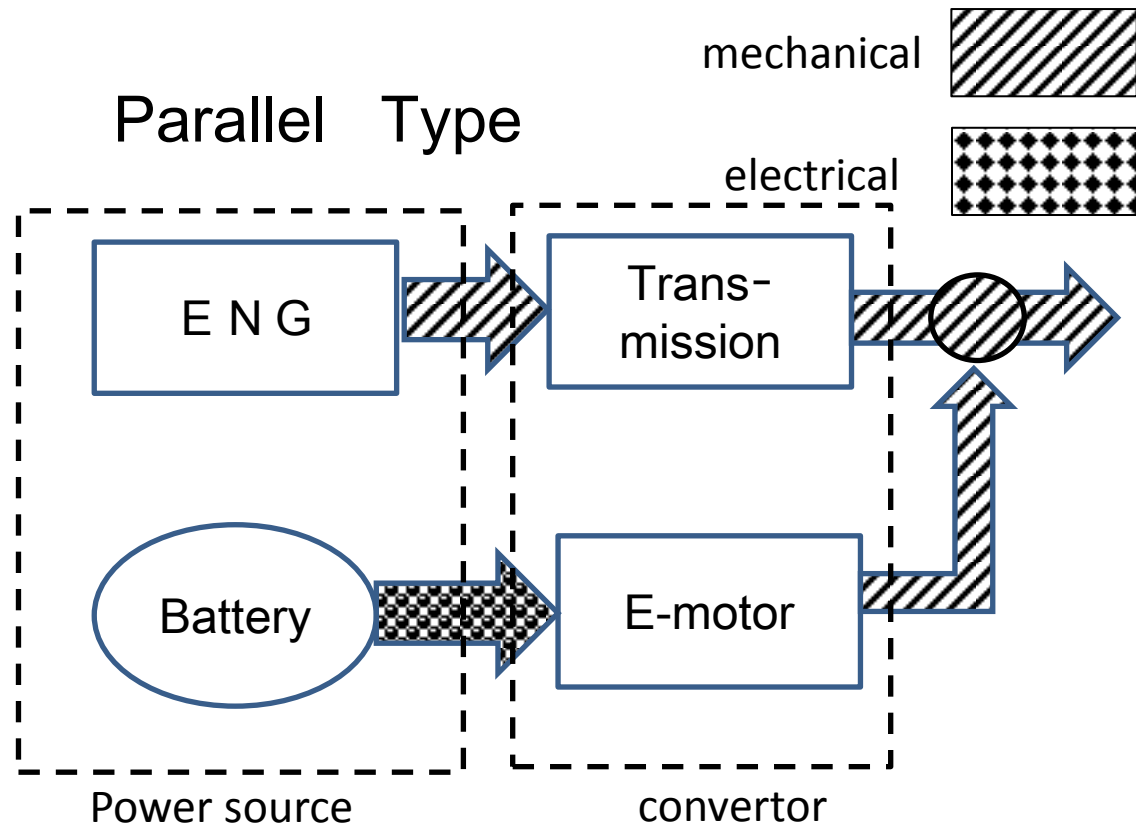 mechanical
Parallel Type
electrical
E N G
Trans-
mission
Battery
E-motor
Power source
convertor